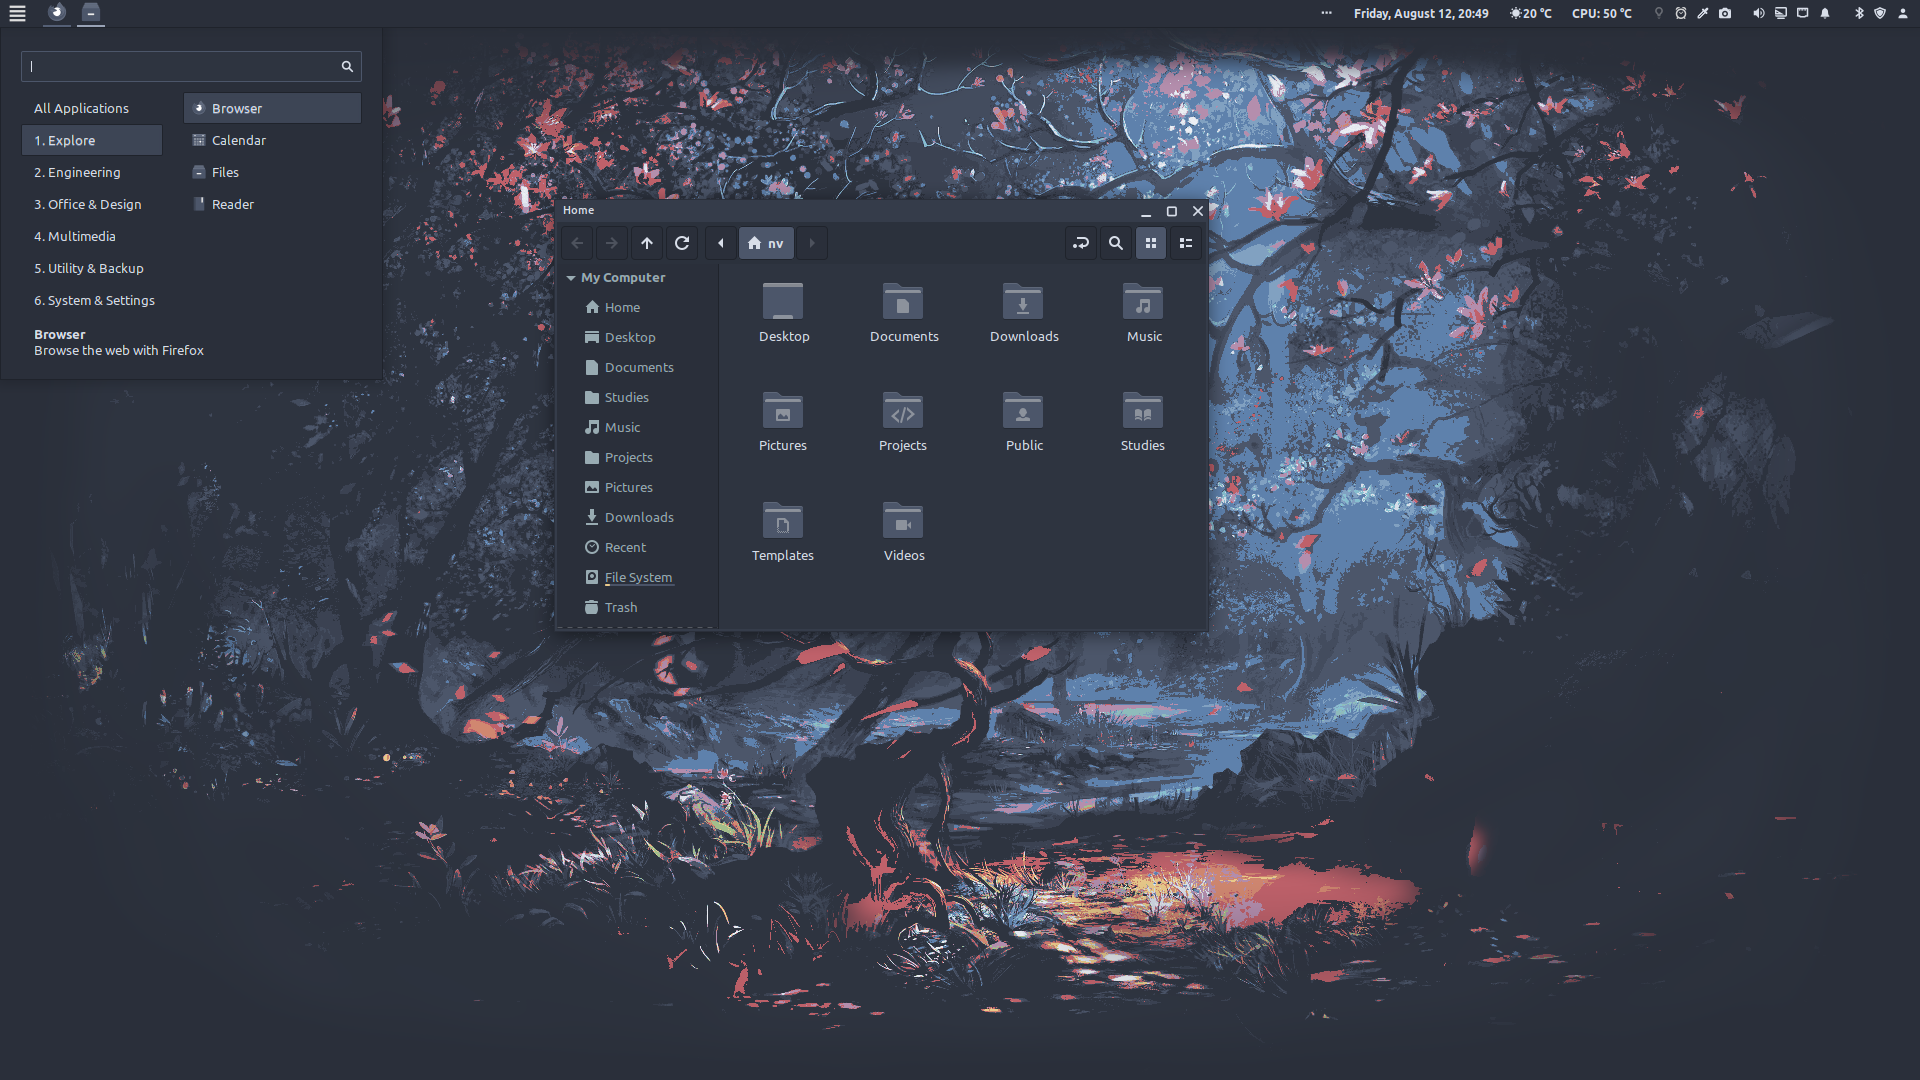 Friday, August 12, 20:49
20 °C
CPU: 50 °C
All Applications
1. Explore
2. Engineering
3. Office & Design
4. Multimedia
5. Utility & Backup
6. System & Settings
Browser
Calendar
Files
Reader
Browser
Browse the web with Firefox
Home
nv
My Computer
Home
Desktop
Documents
Studies
Music
Projects
Pictures
Downloads
Recent
File System
Trash
Desktop
Documents
Downloads
Music
Pictures
Projects
Public
Studies
Templates
Videos